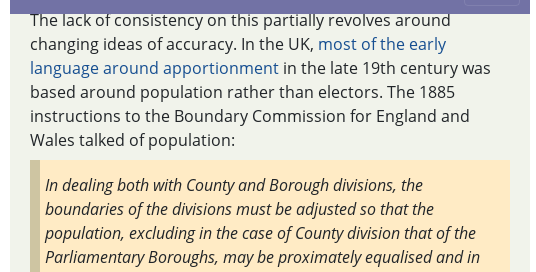 The lack of consistency on this partially revolves around
changing ideas of accuracy. In the UK, most of the early
language around apportionment in the late 19th century was
based around population rather than electors. The 1885
instructions to the Boundary Commission for England and
Wales talked of population:
In dealing both with County and Borough divisions, the
boundaries of the divisions must be adjusted so that the
population, excluding in the case of County division that of the
Parliamentary Boroughs, may be proximately equalised and in